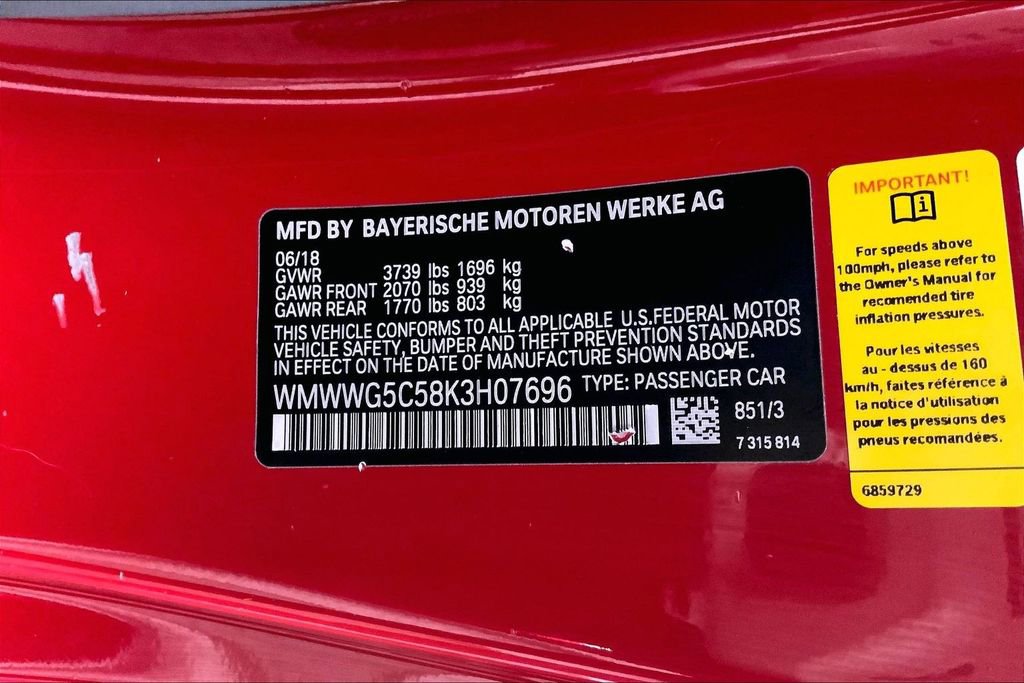 MFD BY BAYERISCHE MOTOREN WERKE AG
06/18
GVWR 3739 lbs 1696 kg
GAWR FRONT 2070 lbs 939 kg
GAWR REAR 1770 lbs 803 kg
THIS VEHICLE CONFORMS TO ALL APPLICABLE U.S.FEDERAL MOTOR
VEHICLE SAFETY, BUMPER AND THEFT PREVENTION STANDARDS
IN EFFECT ON THE DATE OF MANUFACTURE SHOWN ABOVE.
WMWWG5C58K3H07696 TYPE: PASSENGER CAR
851/3
7 315 814
IMPORTANT!
i
For speeds above
100mph, please refer to
the Owner's Manual for
recomended tire
inflation pressures.
Pour les vitesses
au - dessus de 160
km/h, faites référence à
la notice d'utilisation
pour les pressions des
pneus recomandées.
6859729